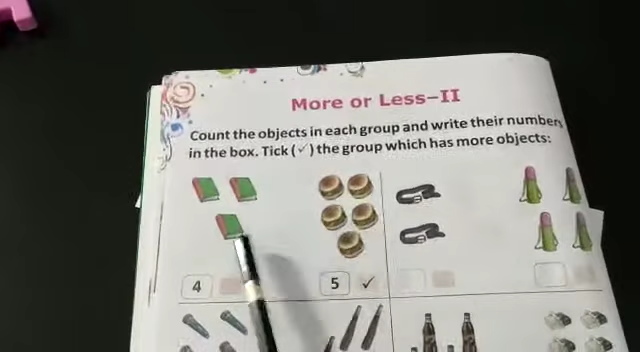 More or Less–II
Count the objects in each group and write their numbers
in the box. Tick (✓) the group which has more objects:
4 5 ✓